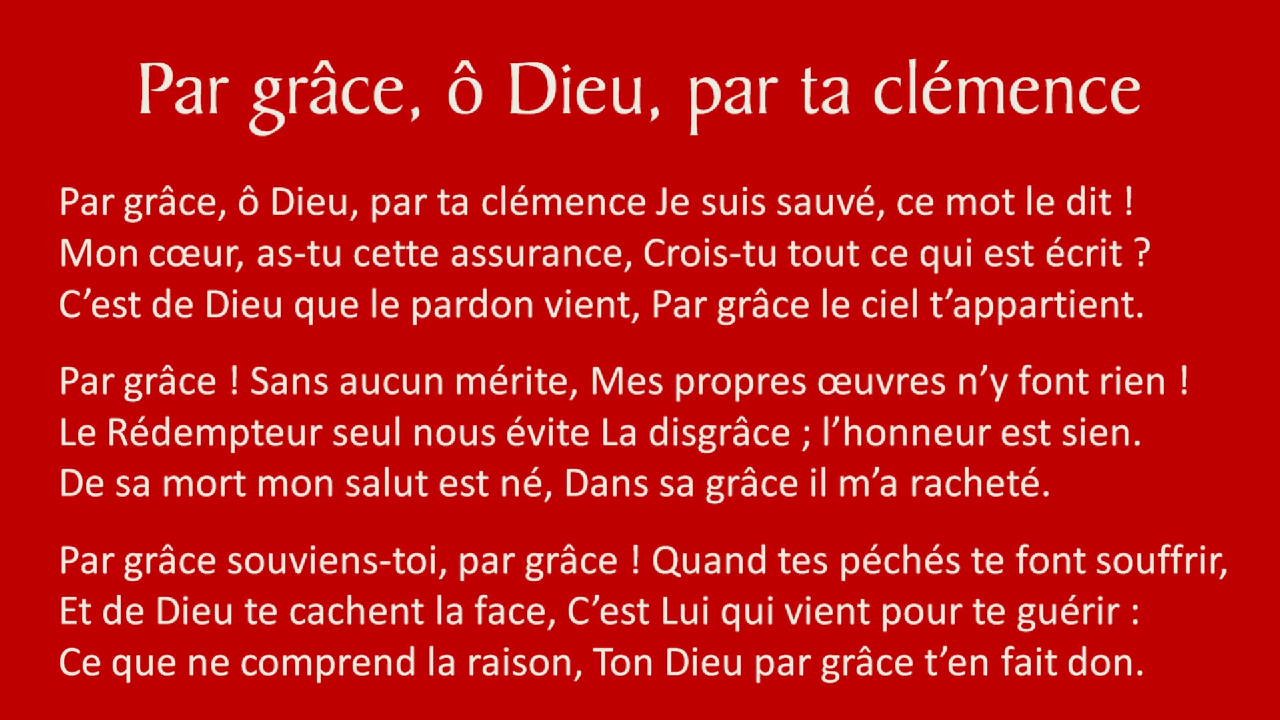 Par grâce, ô Dieu, par ta clémence
Par grâce, ô Dieu, par ta clémence Je suis sauvé, ce mot le dit !
Mon cœur, as-tu cette assurance, Crois-tu tout ce qui est écrit ?
C’est de Dieu que le pardon vient, Par grâce le ciel t’appartient.
Par grâce ! Sans aucun mérite, Mes propres œuvres n’y font rien !
Le Rédempteur seul nous évite La disgrâce ; l’honneur est sien.
De sa mort mon salut est né, Dans sa grâce il m’a racheté.
Par grâce souviens-toi, par grâce ! Quand tes péchés te font souffrir,
Et de Dieu te cachent la face, C’est Lui qui vient pour te guérir :
Ce que ne comprend la raison, Ton Dieu par grâce t’en fait don.